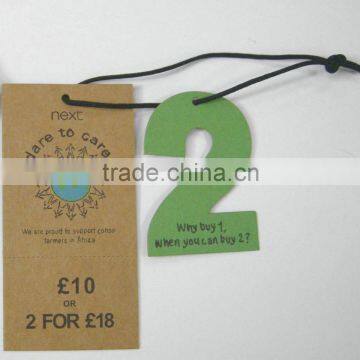 next
dare to care
We are proud to support cotton
farmers in Africa
£10
OR
2 FOR £18
2
Why buy 1,
when you can buy 2?
trade.china.cn